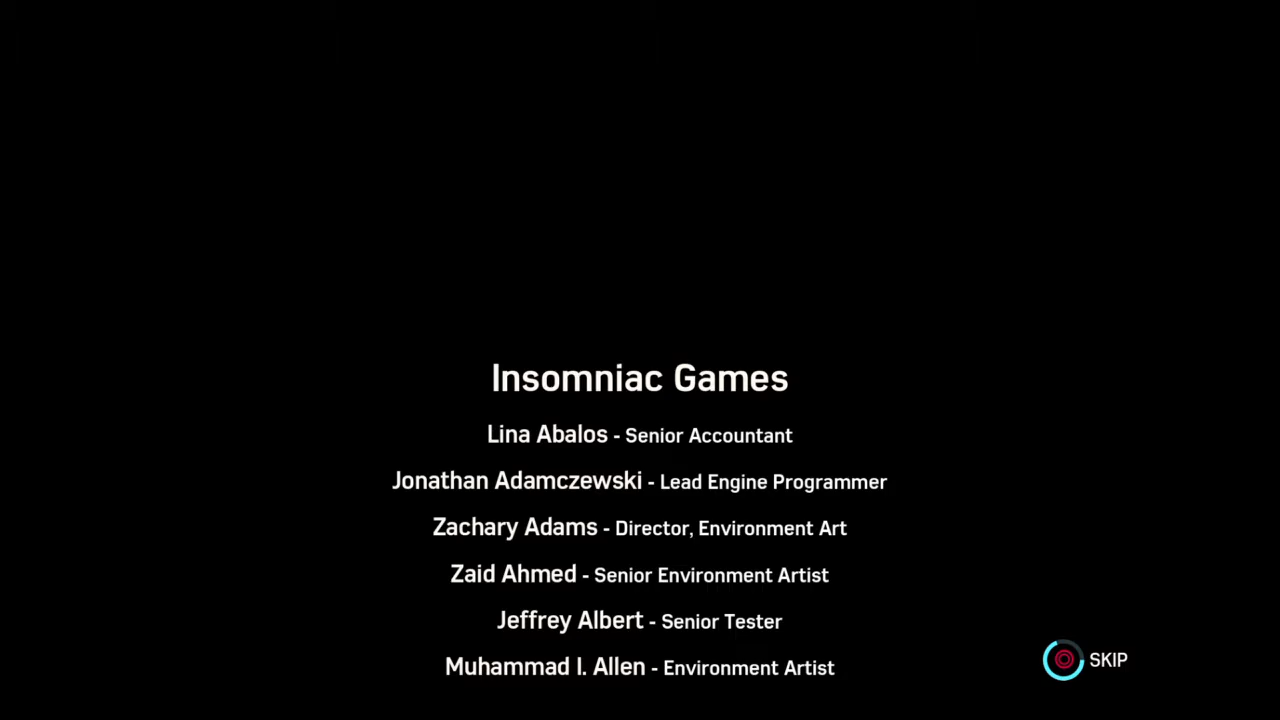 Insomniac Games
Lina Abalos - Senior Accountant
Jonathan Adamczewski - Lead Engine Programmer
Zachary Adams - Director, Environment Art
Zaid Ahmed - Senior Environment Artist
Jeffrey Albert - Senior Tester
Muhammad I. Allen - Environment Artist
SKIP